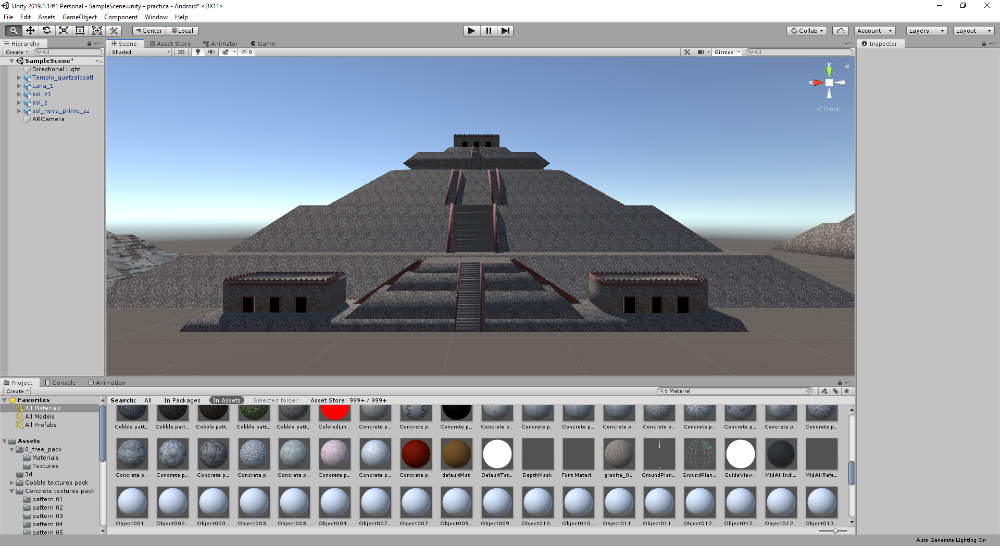 Unity 2019.1.14f1 Personal - SampleScene.unity - practica - Android* <DX11>
File Edit Assets GameObject Component Window Help
Center Local Collab Account Layers Layout
Hierarchy Scene Asset Store Animator Game Inspector
Create All Shaded 2D 0 Gizmos All
SampleScene*
Directional Light
Templo_quetzalcoatl
Luna_1
sol_z1
sol_z
sol_nova_prime_zz
ARCamera
y
x
Front
Project Console Animation
Create t:Material
Favorites
All Materials
All Models
All Prefabs
Assets
0_free_pack
Materials
Textures
3d
Cobble textures pack
Concrete textures pack
pattern 01
pattern 02
pattern 03
pattern 04
pattern 05
Search: All In Packages In Assets Selected folder Asset Store: 999+ / 999+
Cobble patt... Cobble patt... Cobble patt... Cobble patt... Cobble patt... ColoredLin... Concrete p... Concrete p... Concrete p... Concrete p... Concrete p... Concrete p... Concrete p... Concrete p... Concrete p... Concrete p... Concrete p... Concrete p...
Concrete p... Concrete p... Concrete p... Concrete p... Concrete p... Concrete p... Concrete p... Concrete p... defaultMat DefaultTar... DepthMask Font Materi... granite_01 GroundPlan... GroundPlan... GuideView... MidAirIndi... MidAirRefe...
Object001... Object002... Object003... Object003... Object003... Object004... Object007... Object007... Object009... Object009... Object010... Object010... Object011... Object011... Object012... Object012... Object012... Object013...
Auto Generate Lighting On